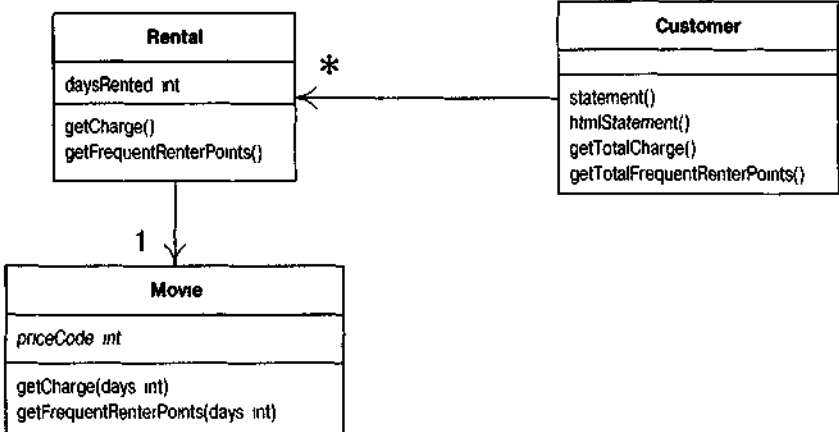 Rental
daysRented int
getCharge()
getFrequentRenterPoints()
*
Customer
statement()
htmlStatement()
getTotalCharge()
getTotalFrequentRenterPoints()
1
Movie
priceCode int
getCharge(days int)
getFrequentRenterPoints(days int)